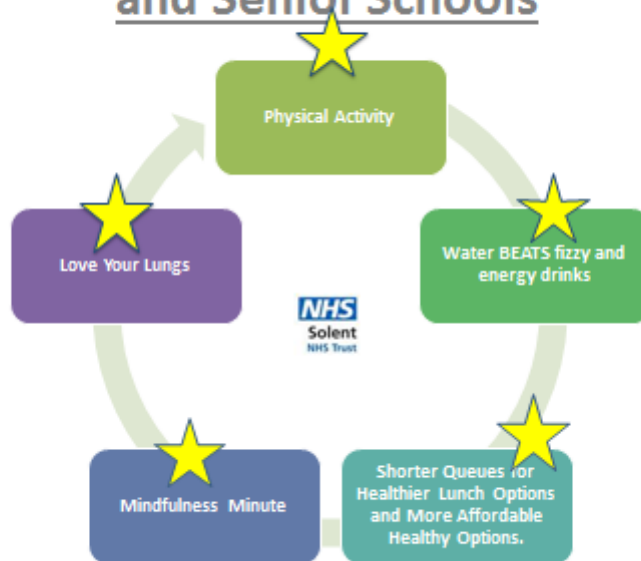 and Senior Schools
Physical Activity
Water BEATS fizzy and
energy drinks
Shorter Queues for
Healthier Lunch Options
and More Affordable
Healthy Options.
Mindfulness Minute
Love Your Lungs
NHS
Solent
NHS Trust